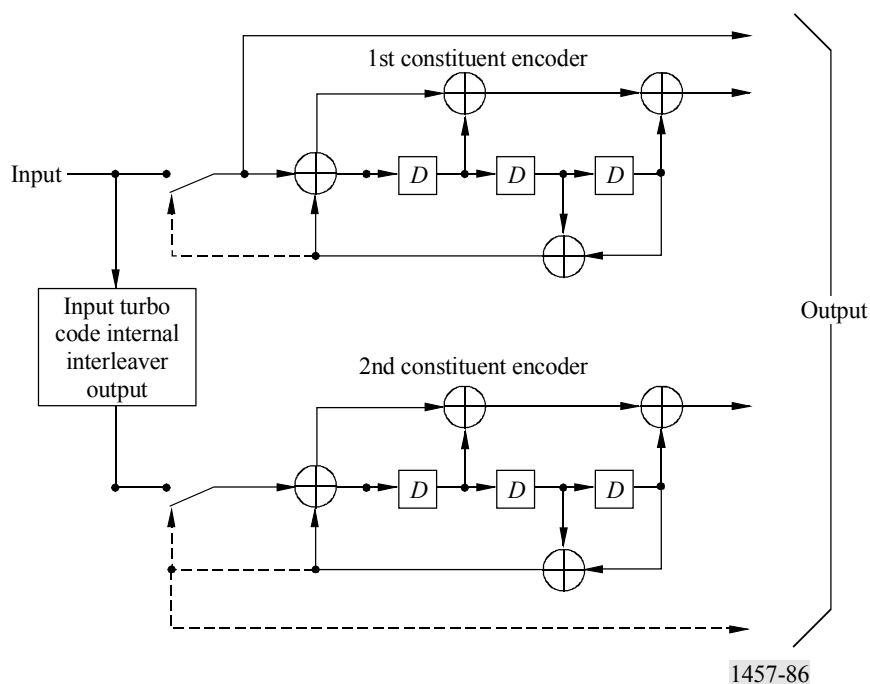 1st constituent encoder
Input
D
D
D
Input turbo
code internal
interleaver
output
Output
2nd constituent encoder
D
D
D
1457-86